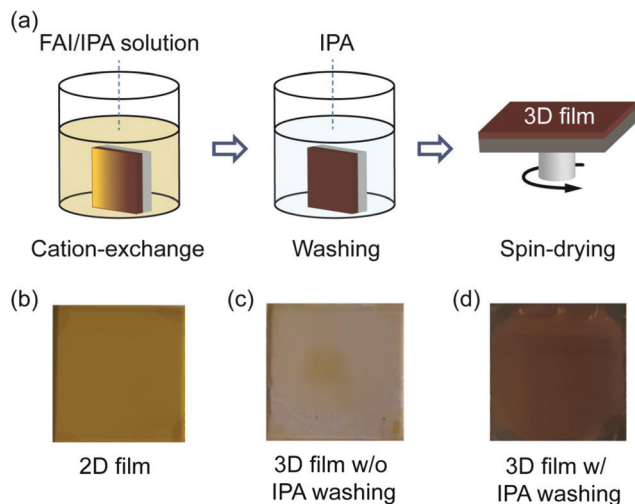 (a)
FAI/IPA solution
IPA
3D film
Cation-exchange
Washing
Spin-drying
(b)
(c)
(d)
2D film
3D film w/o
IPA washing
3D film w/
IPA washing